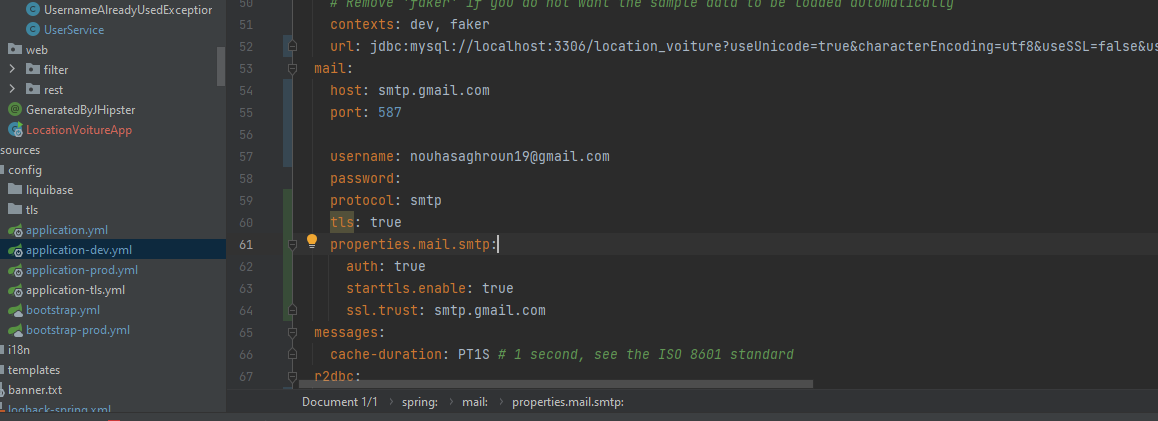 UsernameAlreadyUsedException
UserService
web
filter
rest
GeneratedByJHipster
LocationVoitureApp
sources
config
liquibase
tls
application.yml
application-dev.yml
application-prod.yml
application-tls.yml
bootstrap.yml
bootstrap-prod.yml
i18n
templates
banner.txt
logback-spring.xml
50 # Remove 'faker' if you do not want the sample data to be loaded automatically
51 contexts: dev, faker
52 url: jdbc:mysql://localhost:3306/location_voiture?useUnicode=true&characterEncoding=utf8&useSSL=false&us
53 mail:
54 host: smtp.gmail.com
55 port: 587
56
57 username: nouhasaghroun19@gmail.com
58 password:
59 protocol: smtp
60 tls: true
61 properties.mail.smtp:
62 auth: true
63 starttls.enable: true
64 ssl.trust: smtp.gmail.com
65 messages:
66 cache-duration: PT1S # 1 second, see the ISO 8601 standard
67 r2dbc:
Document 1/1 › spring: › mail: › properties.mail.smtp: